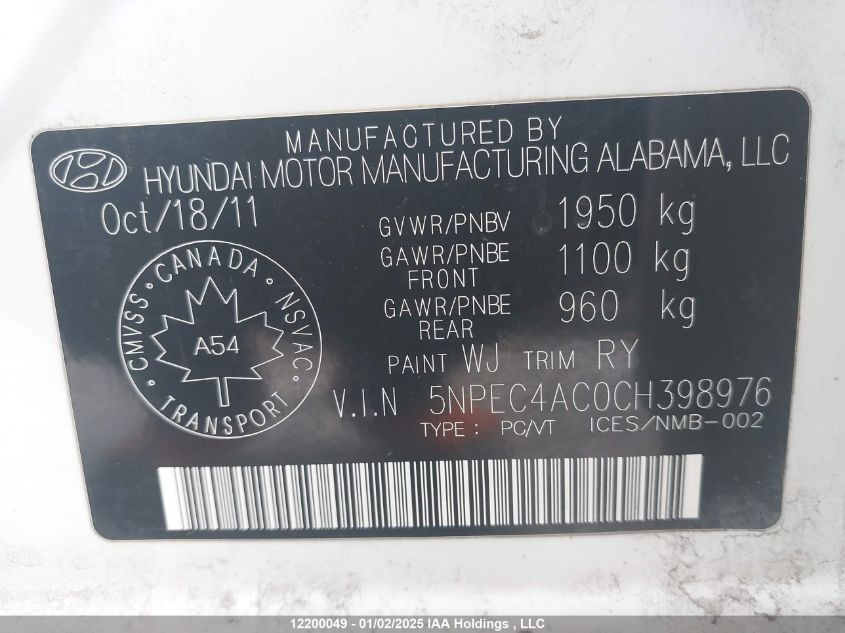 MANUFACTURED BY
HYUNDAI MOTOR MANUFACTURING ALABAMA, LLC
Oct/18/11
GVWR/PNBV 1950 kg
GAWR/PNBE FRONT 1100 kg
GAWR/PNBE REAR 960 kg
CMVSS · CANADA · NSVAC
A54
TRANSPORT
PAINT WJ TRIM RY
V.I.N 5NPEC4AC0CH398976
TYPE : PC/VT ICES/NMB-002
12200049 - 01/02/2025 IAA Holdings , LLC